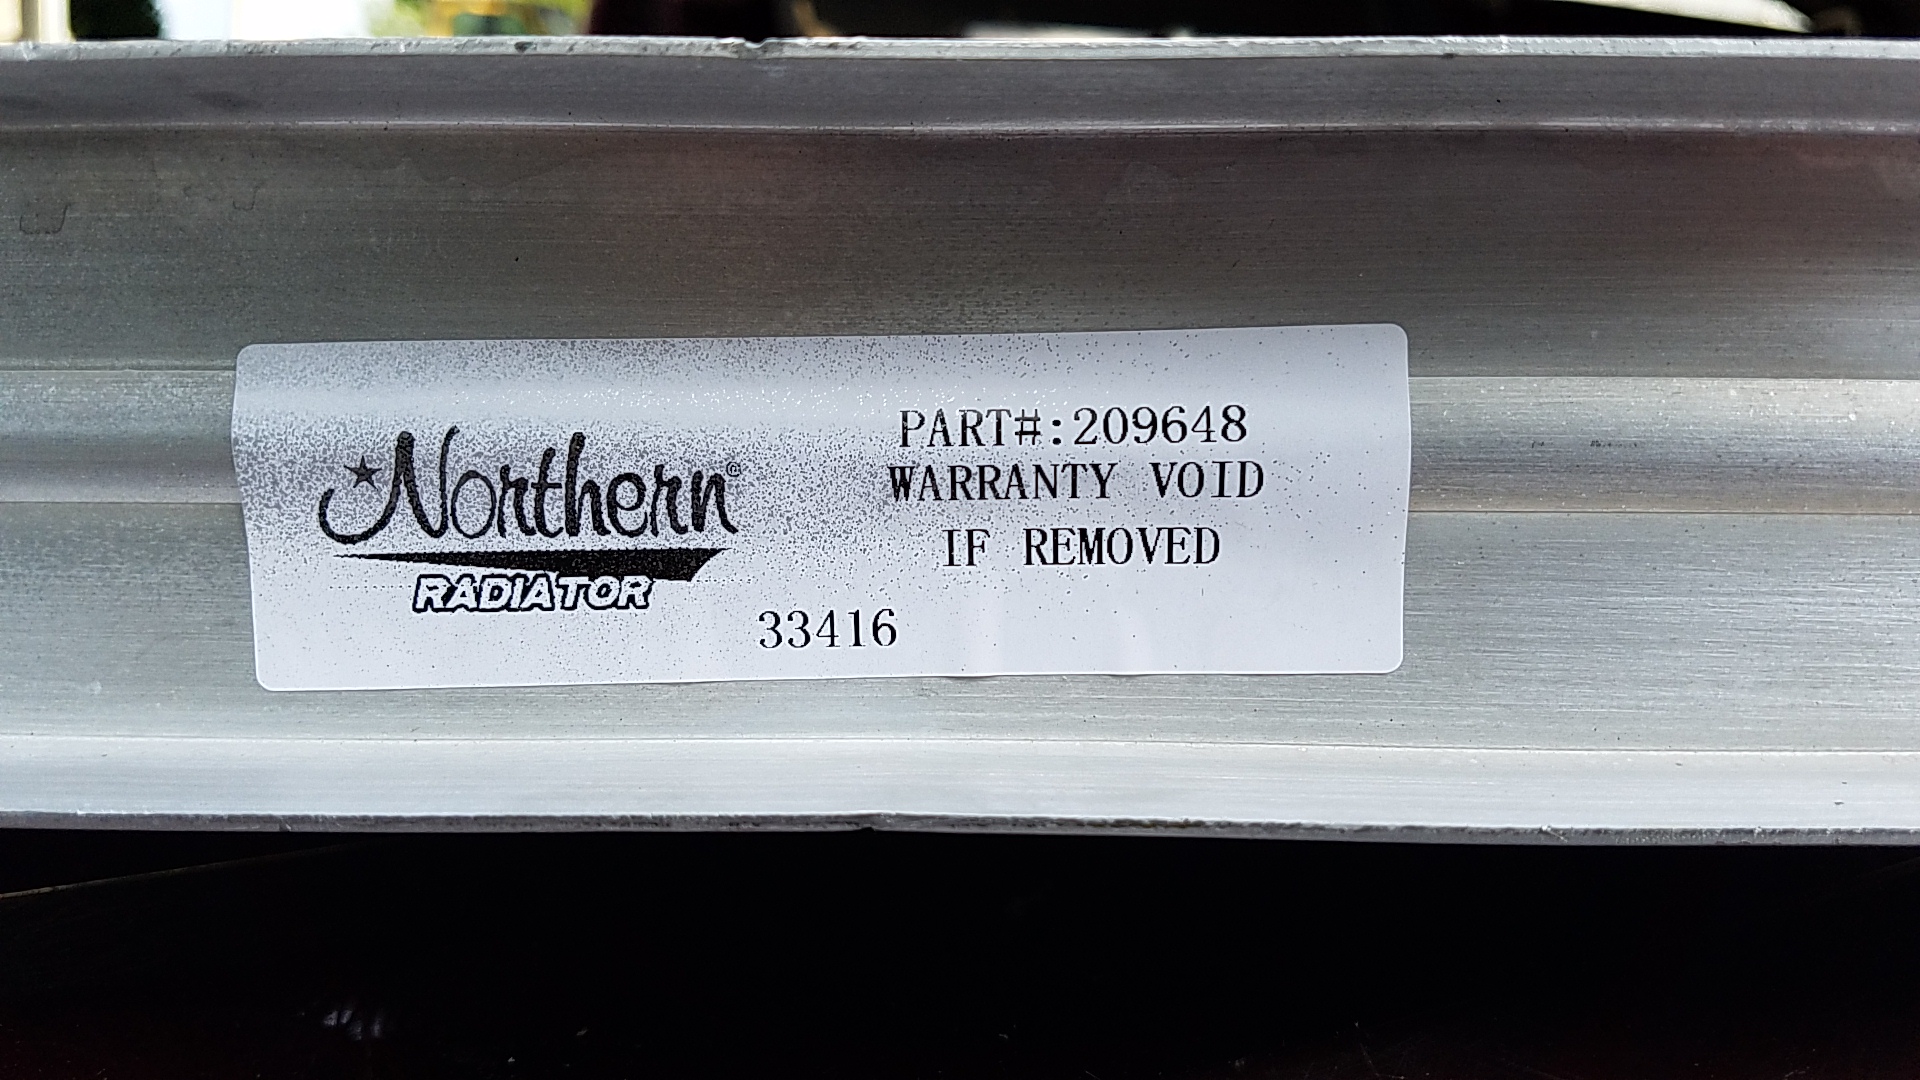 Northern®
RADIATOR
PART#:209648
WARRANTY VOID
IF REMOVED
33416